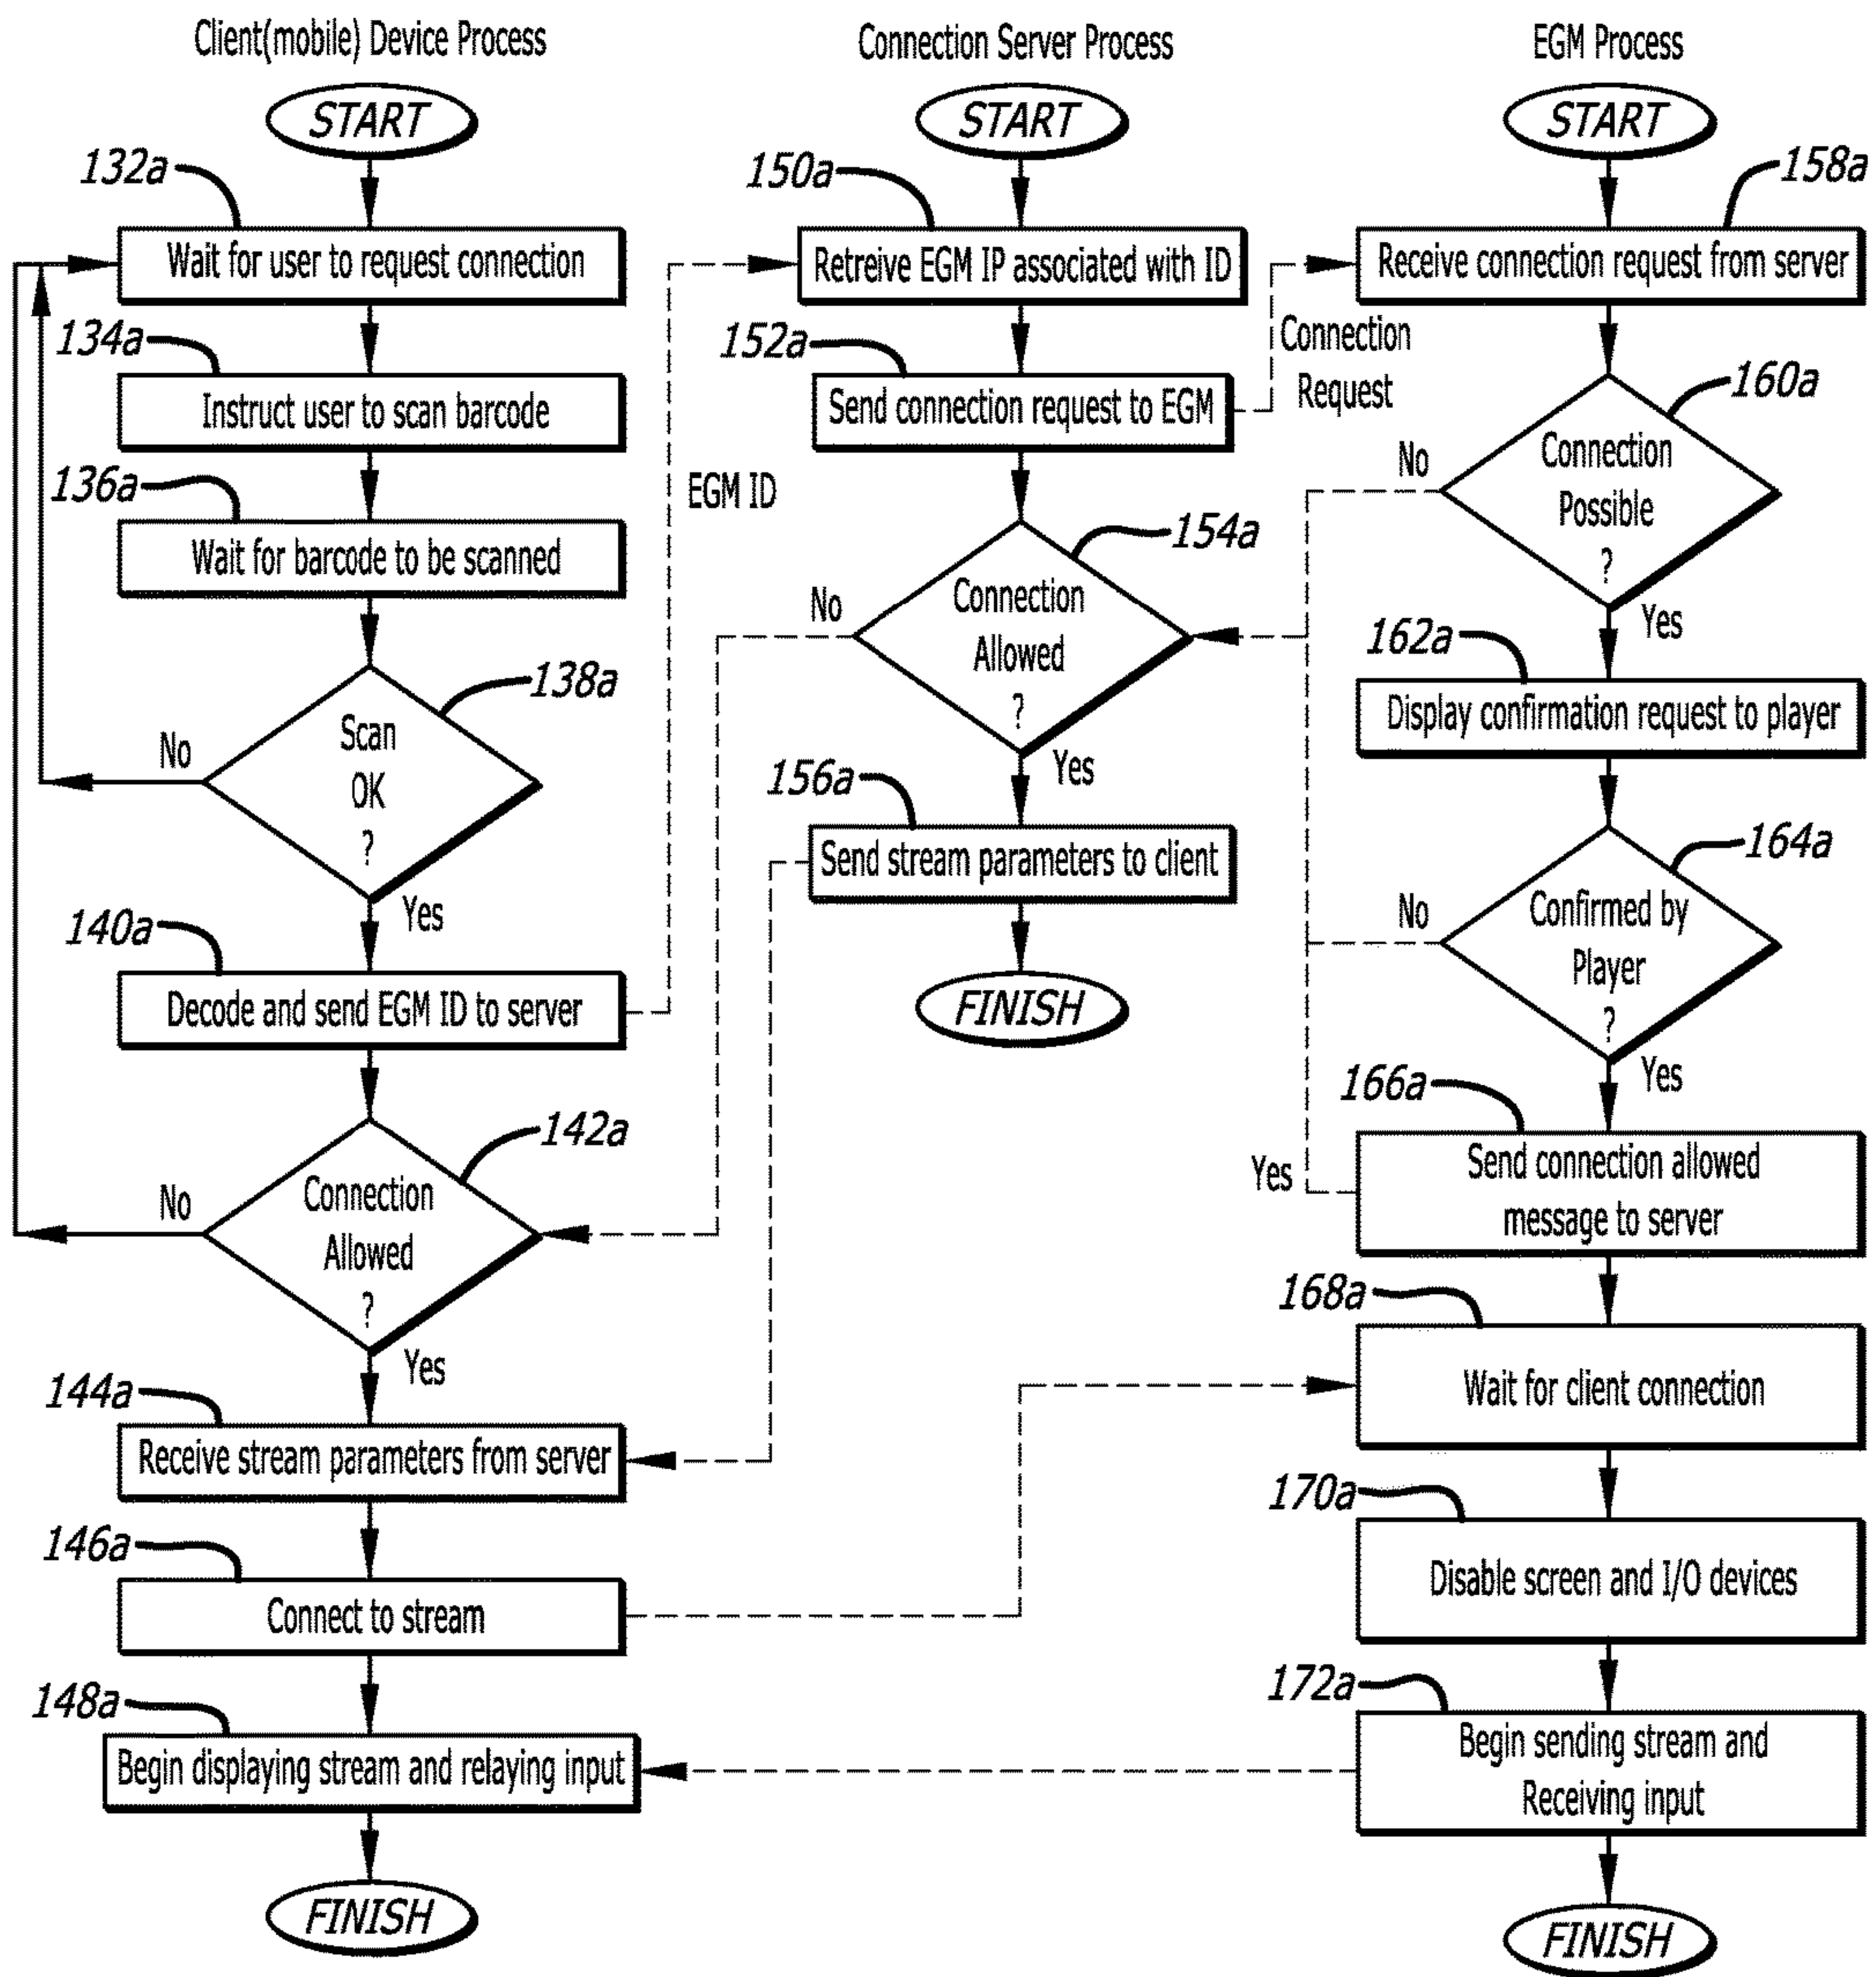 Client(mobile) Device Process
START
132a
Wait for user to request connection
134a
Instruct user to scan barcode
136a
Wait for barcode to be scanned
138a
Scan
OK
?
No
Yes
140a
Decode and send EGM ID to server
EGM ID
142a
Connection
Allowed
?
No
Yes
144a
Receive stream parameters from server
146a
Connect to stream
148a
Begin displaying stream and relaying input
FINISH
Connection Server Process
START
150a
Retreive EGM IP associated with ID
152a
Send connection request to EGM
Connection
Request
154a
Connection
Allowed
?
No
Yes
156a
Send stream parameters to client
FINISH
EGM Process
START
158a
Receive connection request from server
160a
Connection
Possible
?
No
Yes
162a
Display confirmation request to player
164a
Confirmed by
Player
?
No
Yes
166a
Send connection allowed
message to server
Yes
168a
Wait for client connection
170a
Disable screen and I/O devices
172a
Begin sending stream and
Receiving input
FINISH